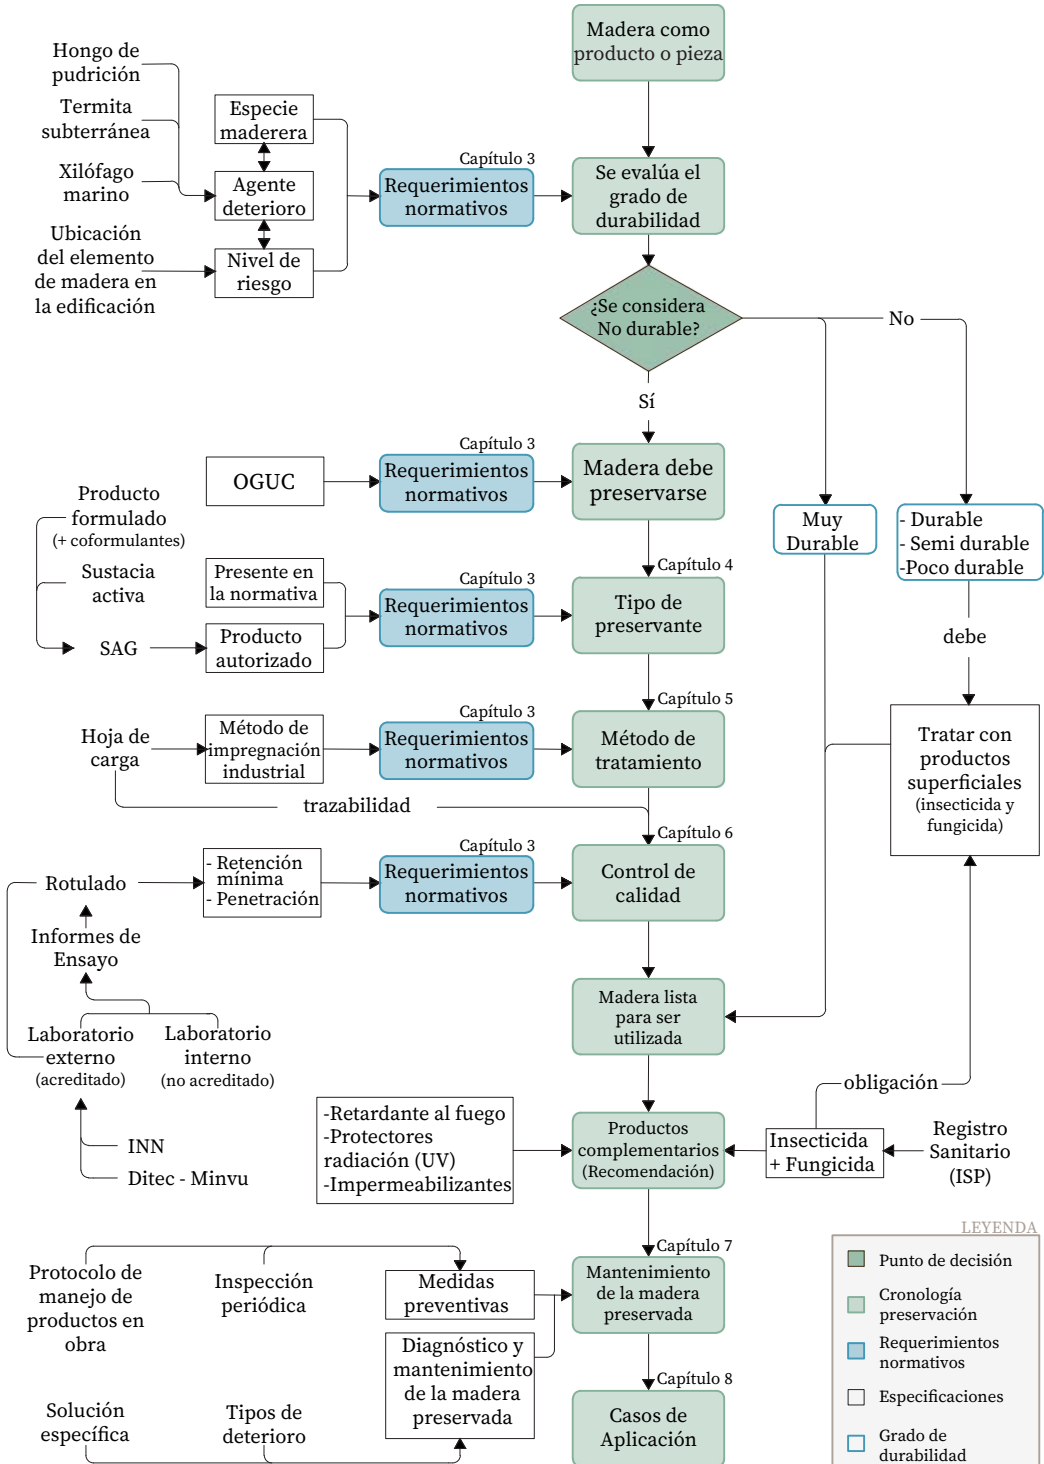 Madera como
producto o pieza
Hongo de
pudrición
Termita
subterránea
Xilófago
marino
Ubicación
del elemento
de madera en
la edificación
Especie
maderera
Agente
deterioro
Nivel de
riesgo
Capítulo 3
Requerimientos
normativos
Se evalúa el
grado de
durabilidad
¿Se considera
No durable?
No
Sí
Capítulo 3
OGUC
Requerimientos
normativos
Madera debe
preservarse
Muy
Durable
- Durable
- Semi durable
-Poco durable
Producto
formulado
(+ coformulantes)
Sustacia
activa
SAG
Presente en
la normativa
Producto
autorizado
Capítulo 3
Requerimientos
normativos
Capítulo 4
Tipo de
preservante
debe
Tratar con
productos
superficiales
(insecticida y
fungicida)
Hoja de
carga
Método de
impregnación
industrial
Capítulo 3
Requerimientos
normativos
Capítulo 5
Método de
tratamiento
trazabilidad
Capítulo 6
Control de
calidad
Capítulo 3
Requerimientos
normativos
- Retención
mínima
- Penetración
Rotulado
Informes de
Ensayo
Laboratorio
externo
(acreditado)
Laboratorio
interno
(no acreditado)
INN
Ditec - Minvu
Madera lista
para ser
utilizada
obligación
-Retardante al fuego
-Protectores
radiación (UV)
-Impermeabilizantes
Productos
complementarios
(Recomendación)
Insecticida
+ Fungicida
Registro
Sanitario
(ISP)
Capítulo 7
Mantenimiento
de la madera
preservada
Protocolo de
manejo de
productos en
obra
Inspección
periódica
Medidas
preventivas
Diagnóstico y
mantenimiento
de la madera
preservada
Solución
específica
Tipos de
deterioro
Capítulo 8
Casos de
Aplicación
LEYENDA
Punto de decisión
Cronología
preservación
Requerimientos
normativos
Especificaciones
Grado de
durabilidad